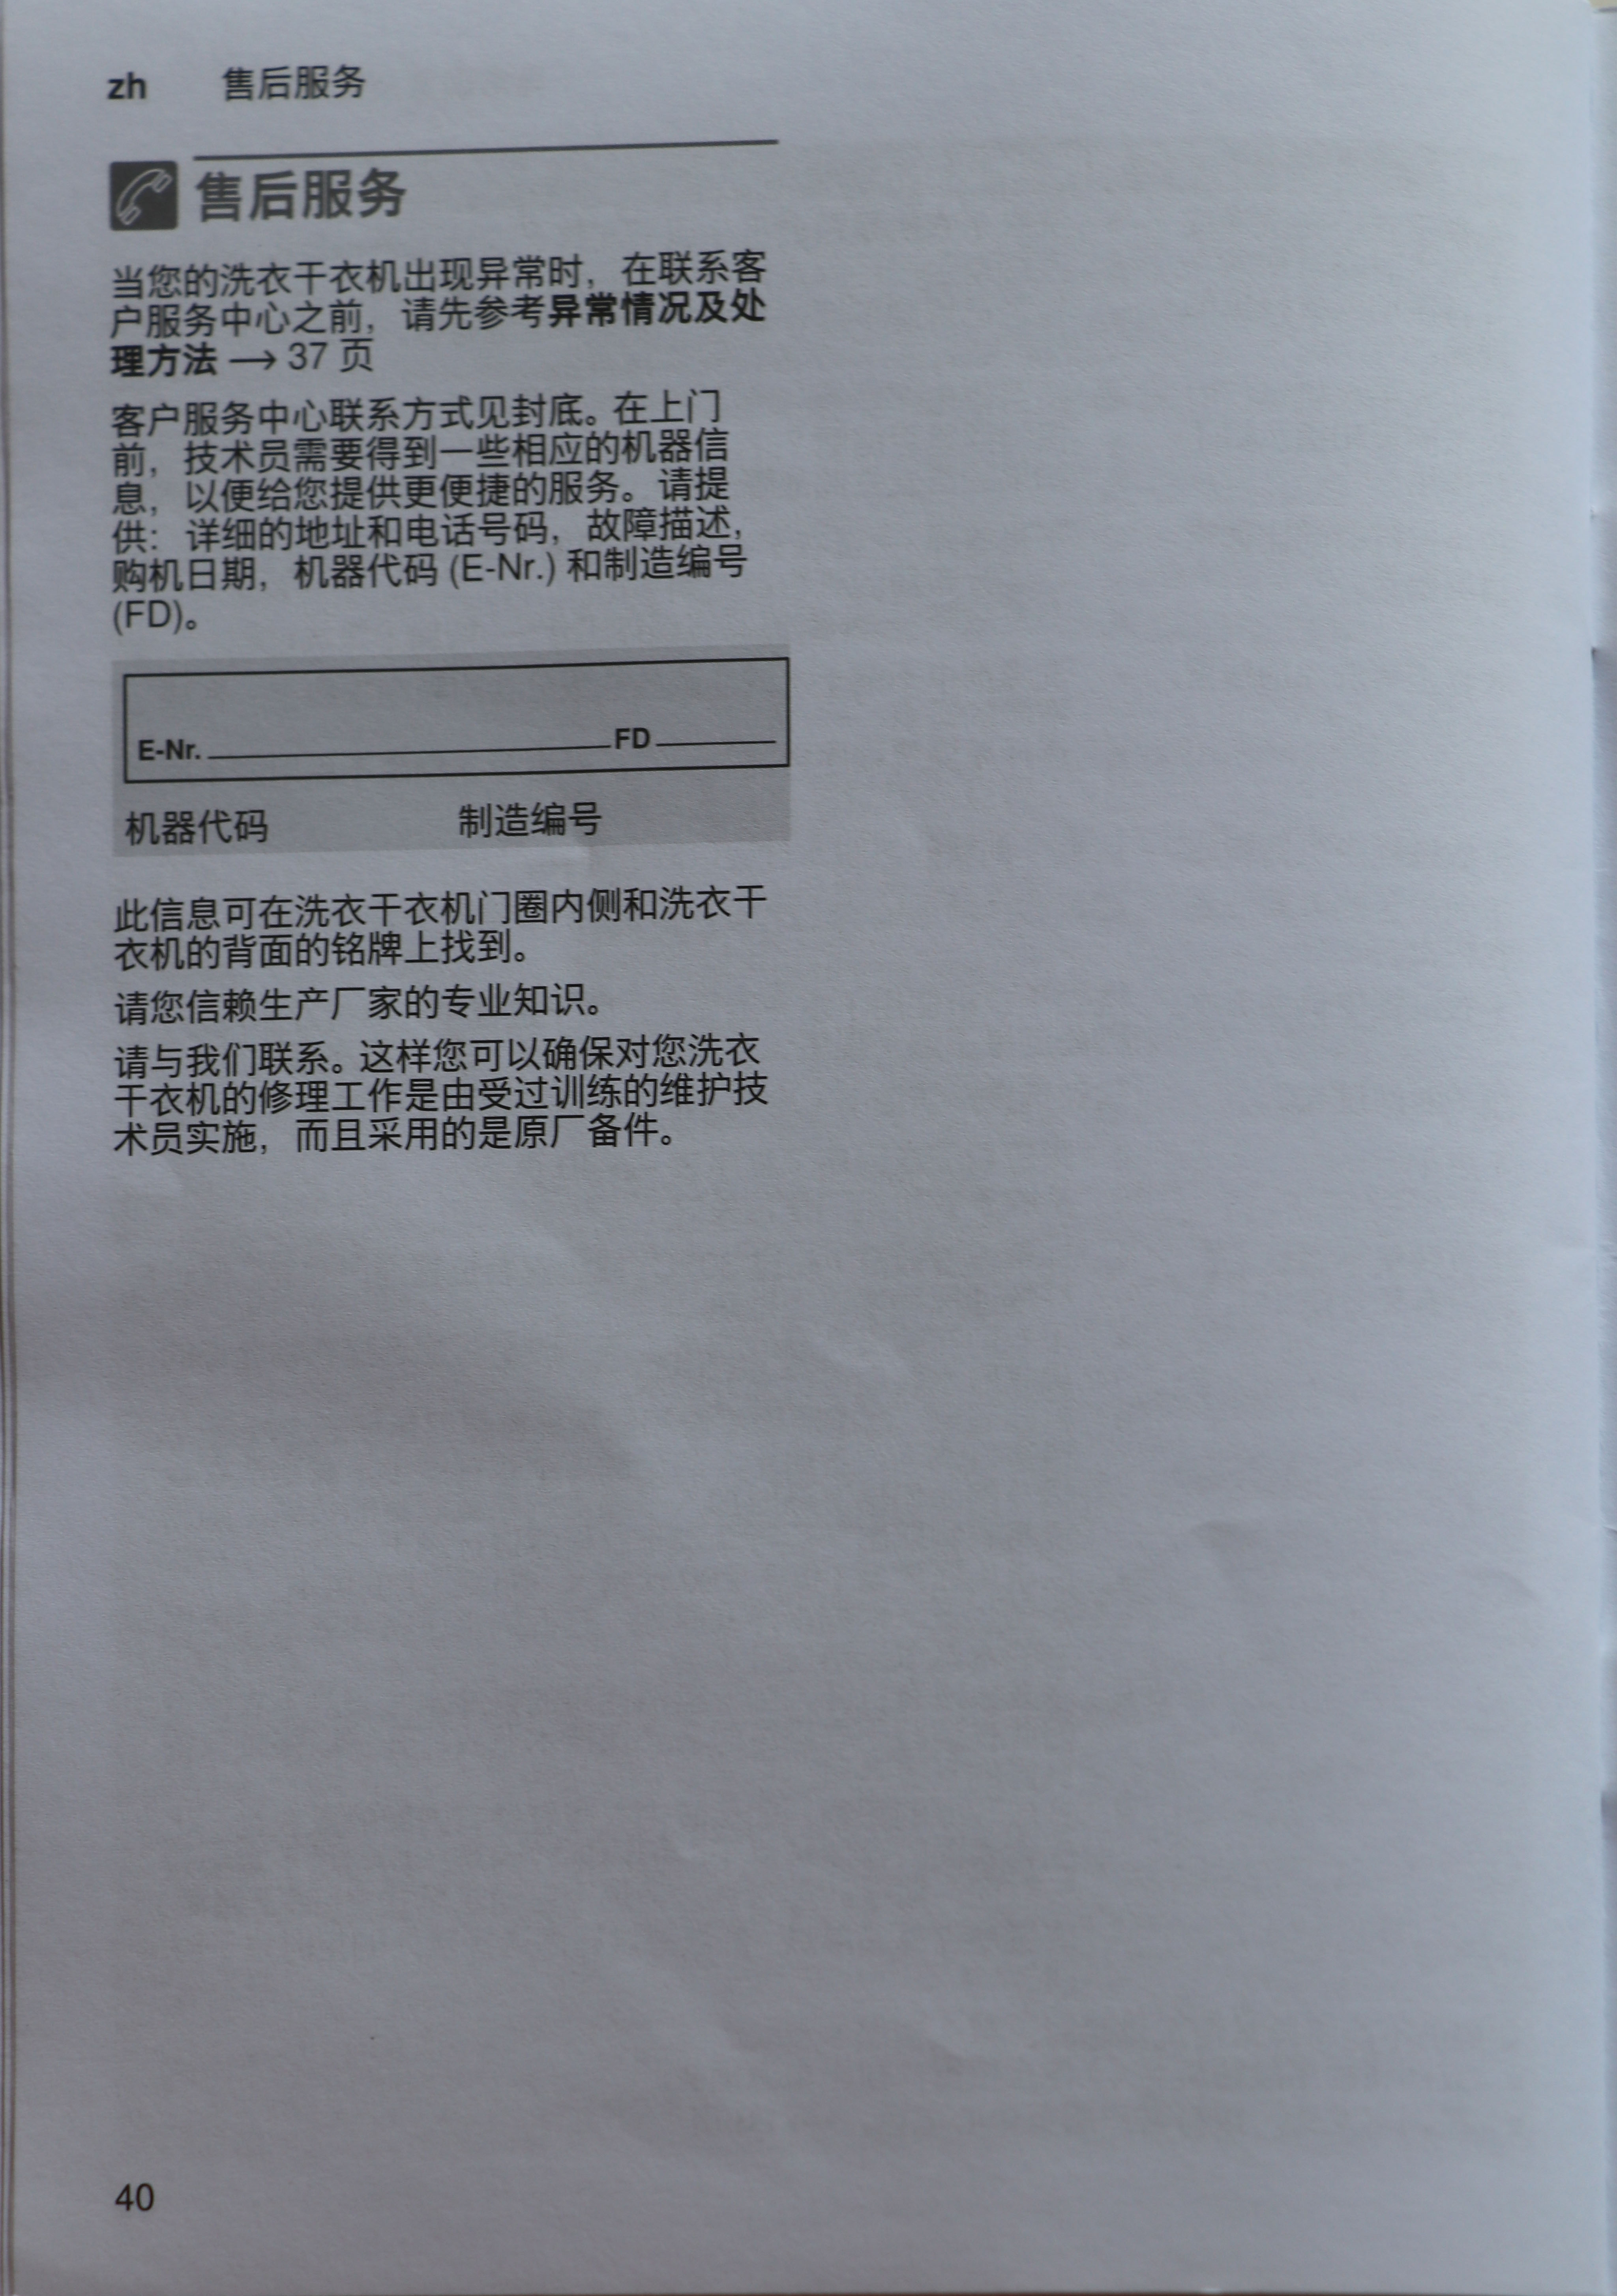 zh 售后服务
售后服务
当您的洗衣干衣机出现异常时，在联系客
户服务中心之前，请先参考异常情况及处
理方法 → 37 页
客户服务中心联系方式见封底。在上门
前，技术员需要得到一些相应的机器信
息，以便给您提供更便捷的服务。请提
供：详细的地址和电话号码，故障描述，
购机日期，机器代码 (E-Nr.) 和制造编号
(FD)。
E-Nr. FD
机器代码 制造编号
此信息可在洗衣干衣机门圈内侧和洗衣干
衣机的背面的铭牌上找到。
请您信赖生产厂家的专业知识。
请与我们联系。这样您可以确保对您洗衣
干衣机的修理工作是由受过训练的维护技
术员实施，而且采用的是原厂备件。
40